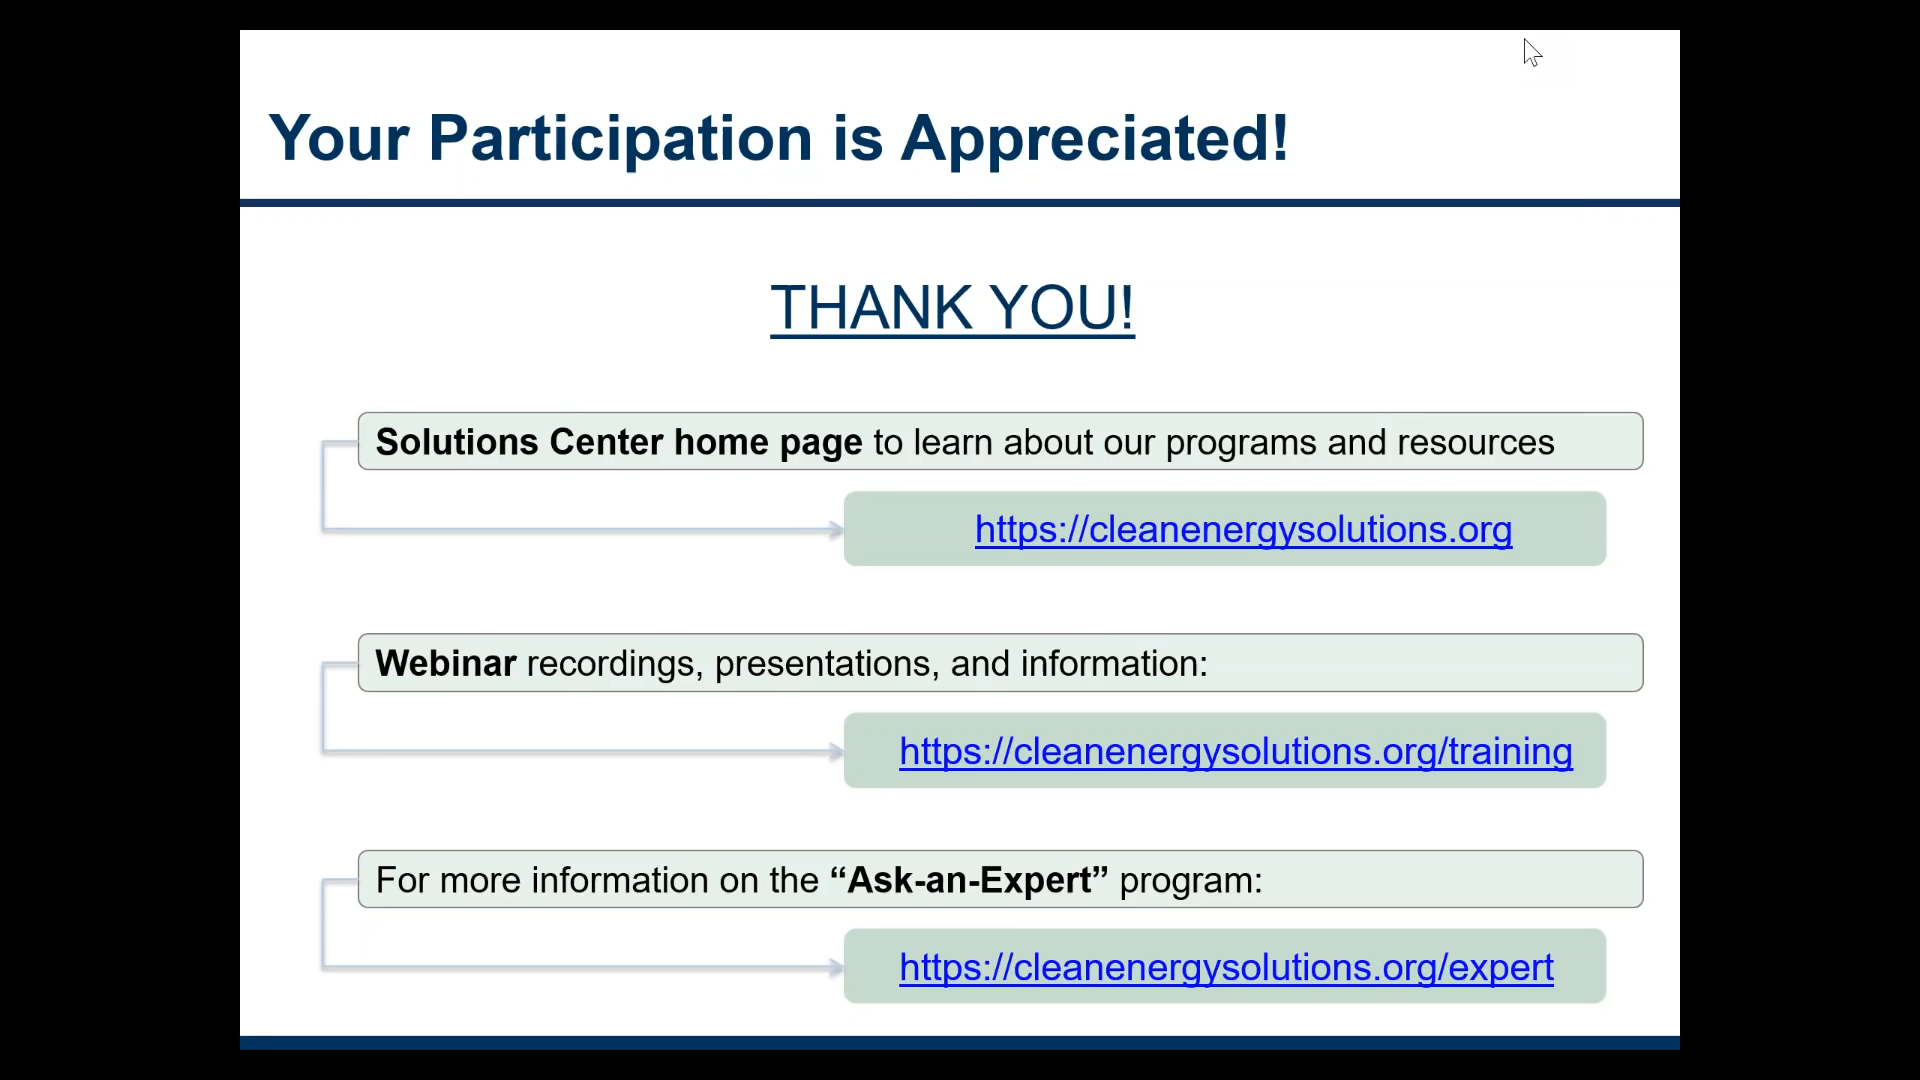 Your Participation is Appreciated!
THANK YOU!
Solutions Center home page to learn about our programs and resources
https://cleanenergysolutions.org
Webinar recordings, presentations, and information:
https://cleanenergysolutions.org/training
For more information on the “Ask-an-Expert” program:
https://cleanenergysolutions.org/expert